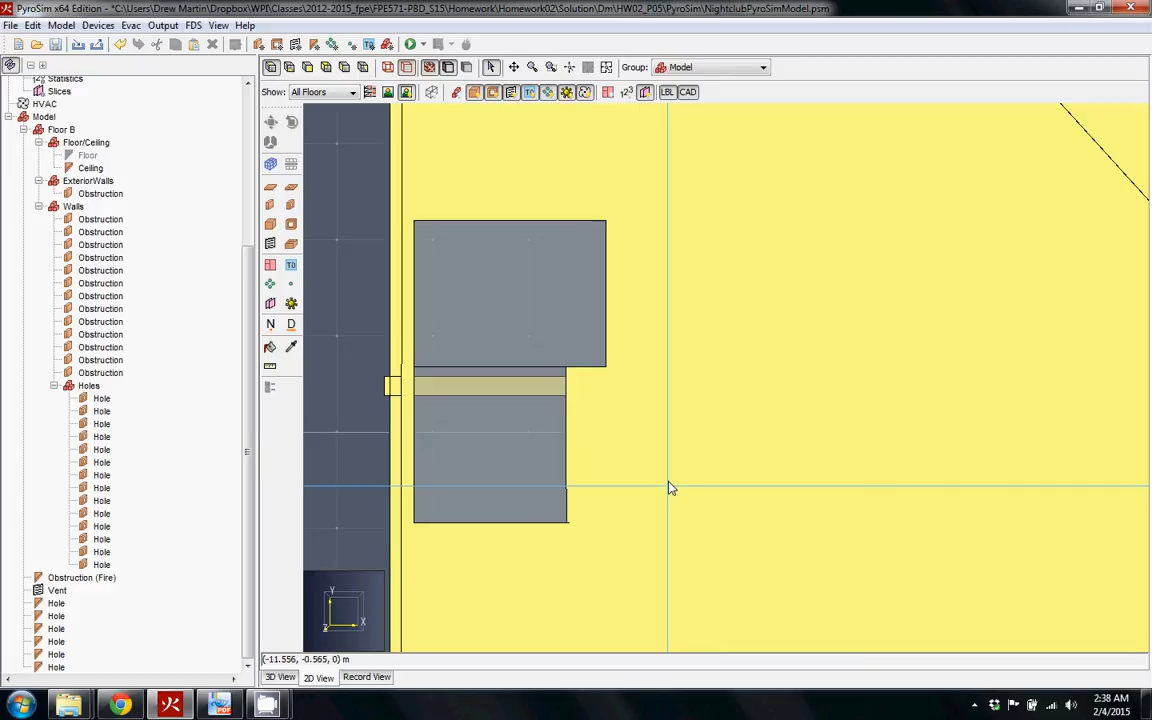 PyroSim x64 Edition - *C:\Users\Drew Martin\Dropbox\WPI\Classes\2012-2015_fpe\FPE571-PBD_S15\Homework\Homework02\Solution\Dm\HW02_P05\PyroSim\NightclubPyroSimModel.psm
File Edit Model Devices Evac Output FDS View Help
Group: Model
Show: All Floors
LBL CAD
Statistics
Slices
HVAC
Model
Floor B
Floor/Ceiling
Floor
Ceiling
ExteriorWalls
Obstruction
Walls
Obstruction
Obstruction
Obstruction
Obstruction
Obstruction
Obstruction
Obstruction
Obstruction
Obstruction
Obstruction
Obstruction
Obstruction
Obstruction
Holes
Hole
Hole
Hole
Hole
Hole
Hole
Hole
Hole
Hole
Hole
Hole
Hole
Hole
Hole
Obstruction (Fire)
Vent
Hole
Hole
Hole
Hole
Hole
Hole
T0
N D
Y
X
Z
(-11.556, -0.565, 0) m
3D View 2D View Record View
PDF
2:38 AM
2/4/2015